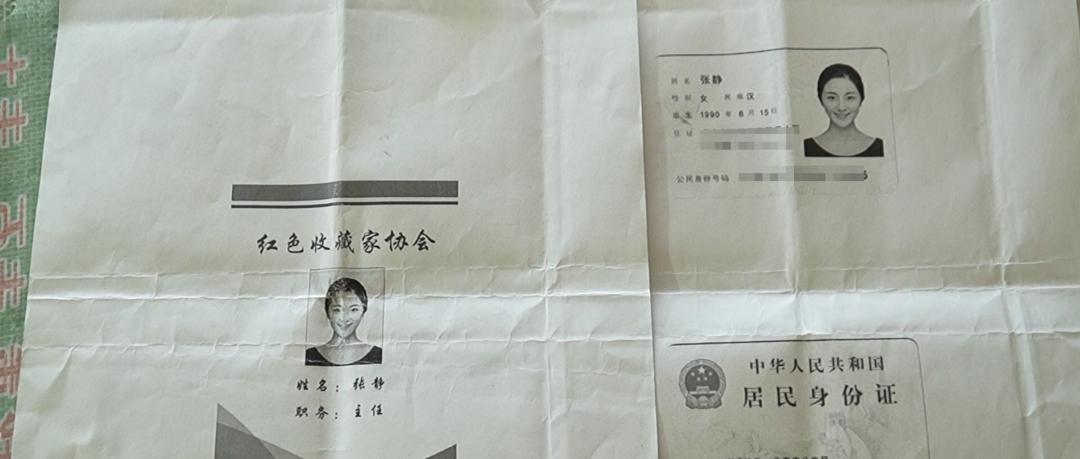 红色收藏家协会
姓名：张静
职务：主任
姓名 张静
性别 女 民族 汉
出生 1990 年 6 月 15 日
住址
公民身份号码
中华人民共和国
居民身份证